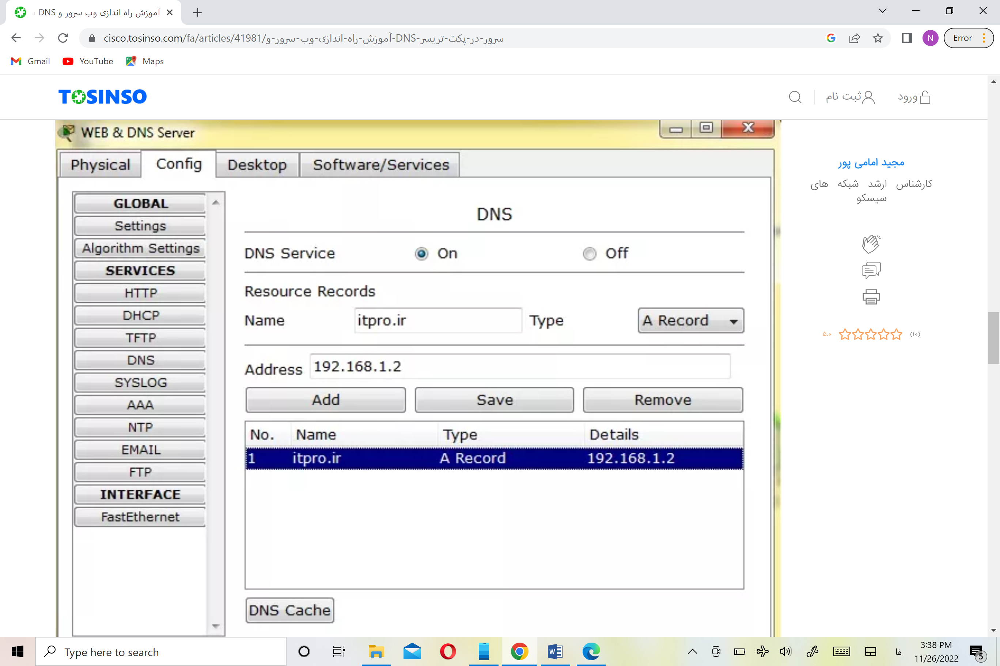 آموزش راه اندازی وب سرور و DNS
cisco.tosinso.com/fa/articles/41981/آموزش-راه-اندازی-وب-سرور-و-DNS-سرور-در-پکت-تریسر
Error
N
Gmail
YouTube
Maps
TOSINSO
ثبت نام
ورود
WEB & DNS Server
Physical
Config
Desktop
Software/Services
GLOBAL
Settings
Algorithm Settings
SERVICES
HTTP
DHCP
TFTP
DNS
SYSLOG
AAA
NTP
EMAIL
FTP
INTERFACE
FastEthernet
DNS
DNS Service On Off
Resource Records
Name itpro.ir Type A Record
Address 192.168.1.2
Add Save Remove
No. Name Type Details
1 itpro.ir A Record 192.168.1.2
DNS Cache
مجید امامی پور
کارشناس ارشد شبکه های
سیسکو
۵.۰ (۱۰)
Type here to search
فا
3:38 PM
11/26/2022
5